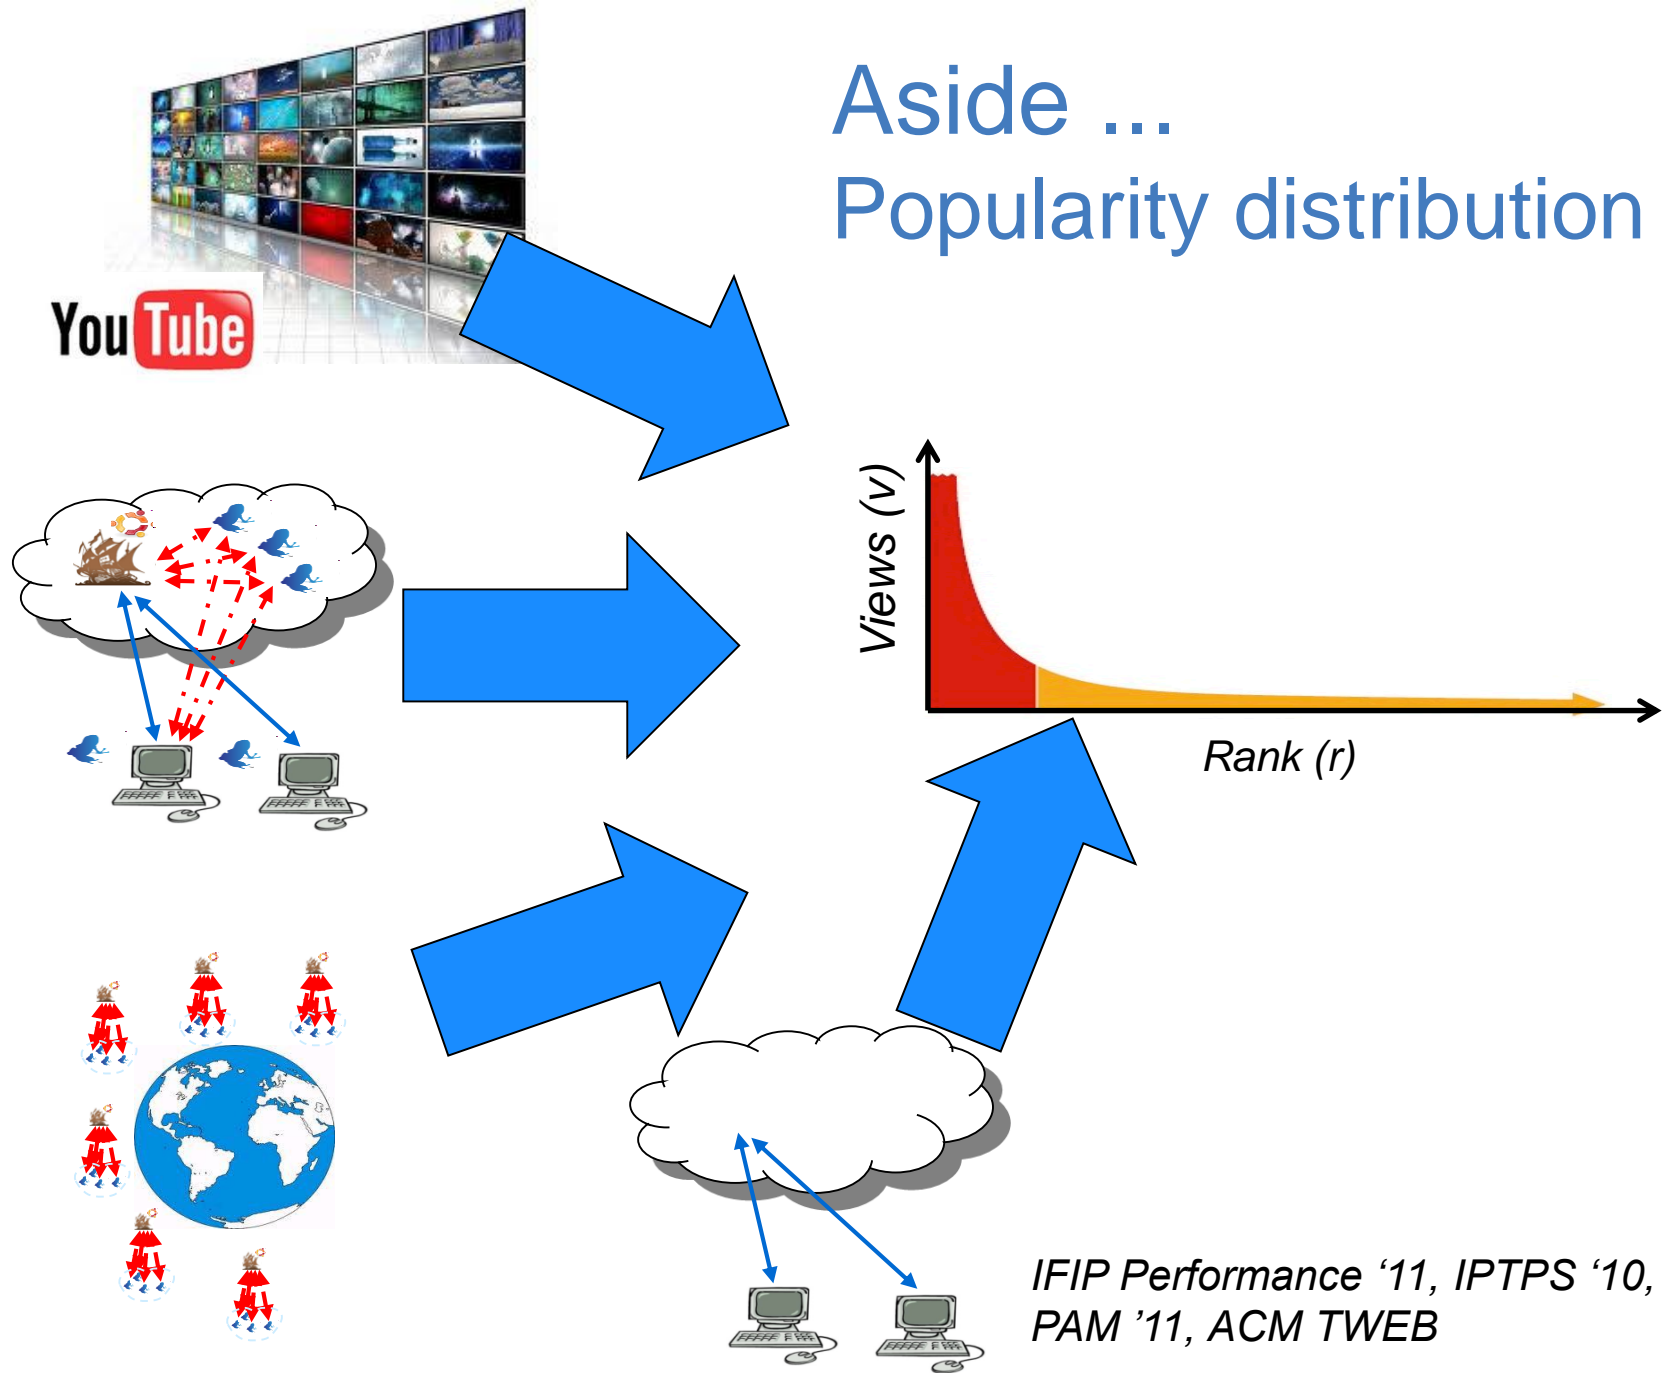 Aside ...
Popularity distribution
YouTube
Views (v)
Rank (r)
IFIP Performance ‘11, IPTPS ‘10,
PAM ’11, ACM TWEB